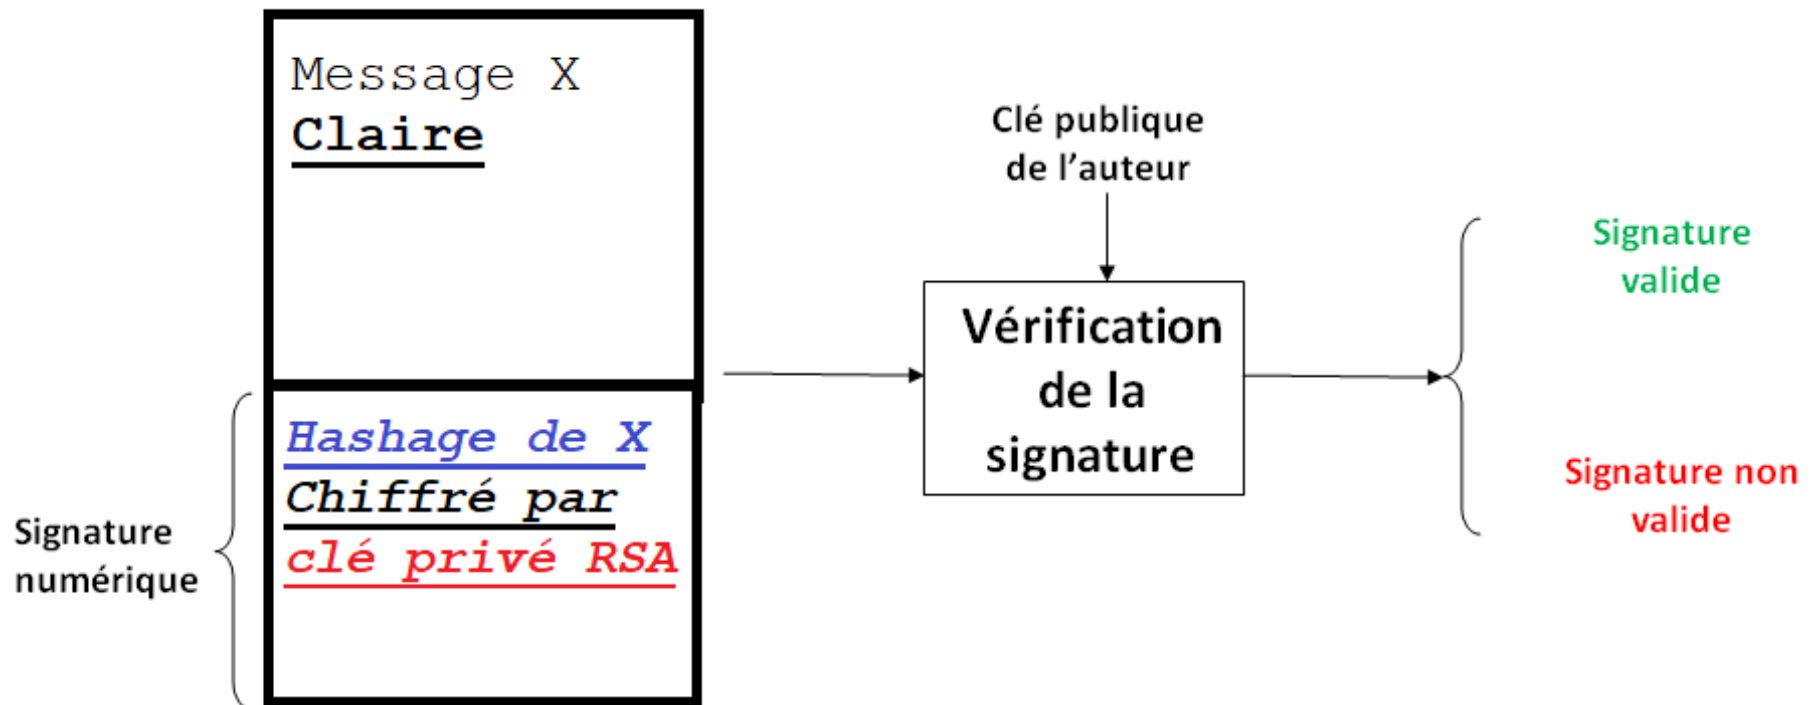 Message X
Claire
Hashage de X
Chiffré par
clé privé RSA
Signature
numérique
Clé publique
de l'auteur
Vérification
de la
signature
Signature
valide
Signature non
valide